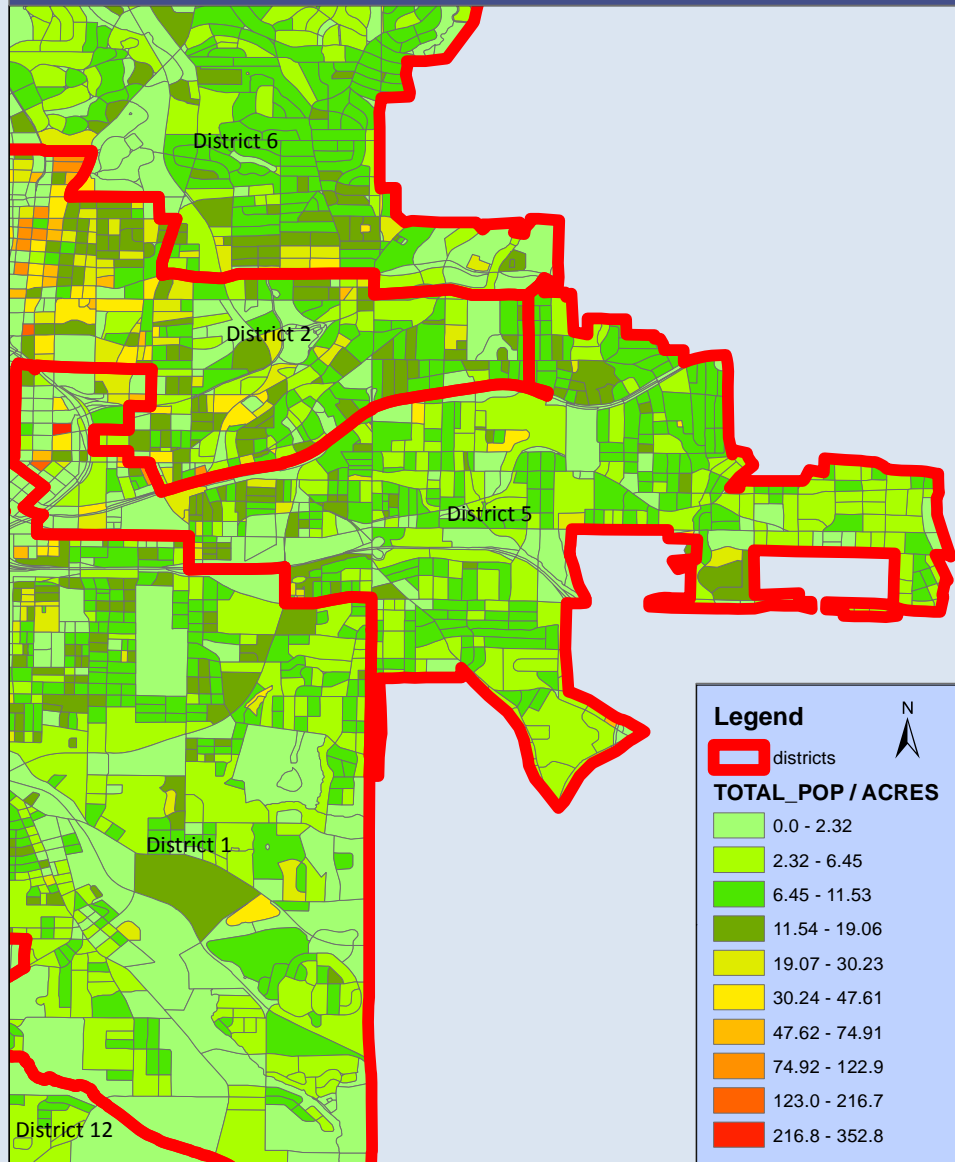 District 6
District 2
District 5
District 1
District 12
Legend
N
districts
TOTAL_POP / ACRES
0.0 - 2.32
2.32 - 6.45
6.45 - 11.53
11.54 - 19.06
19.07 - 30.23
30.24 - 47.61
47.62 - 74.91
74.92 - 122.9
123.0 - 216.7
216.8 - 352.8